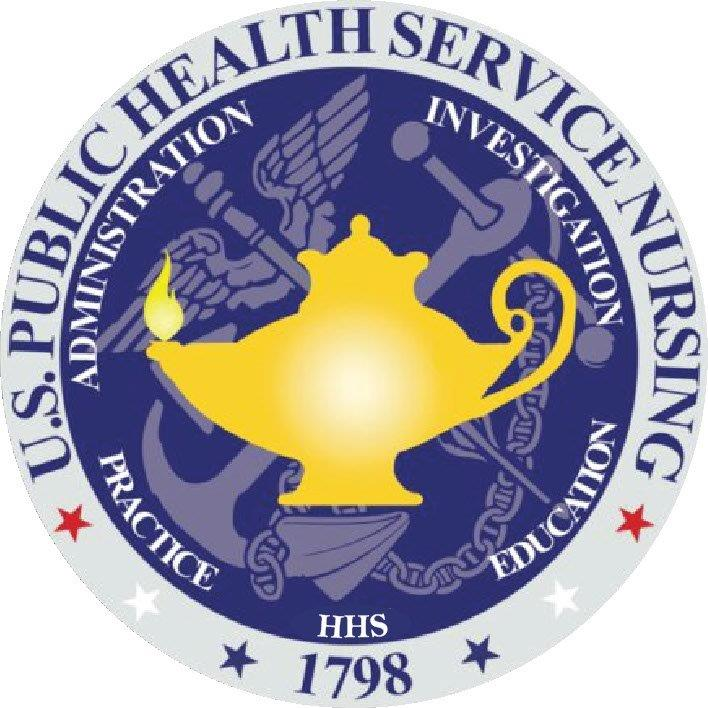 U.S. PUBLIC HEALTH SERVICE NURSING
ADMINISTRATION
INVESTIGATION
PRACTICE
EDUCATION
HHS
1798